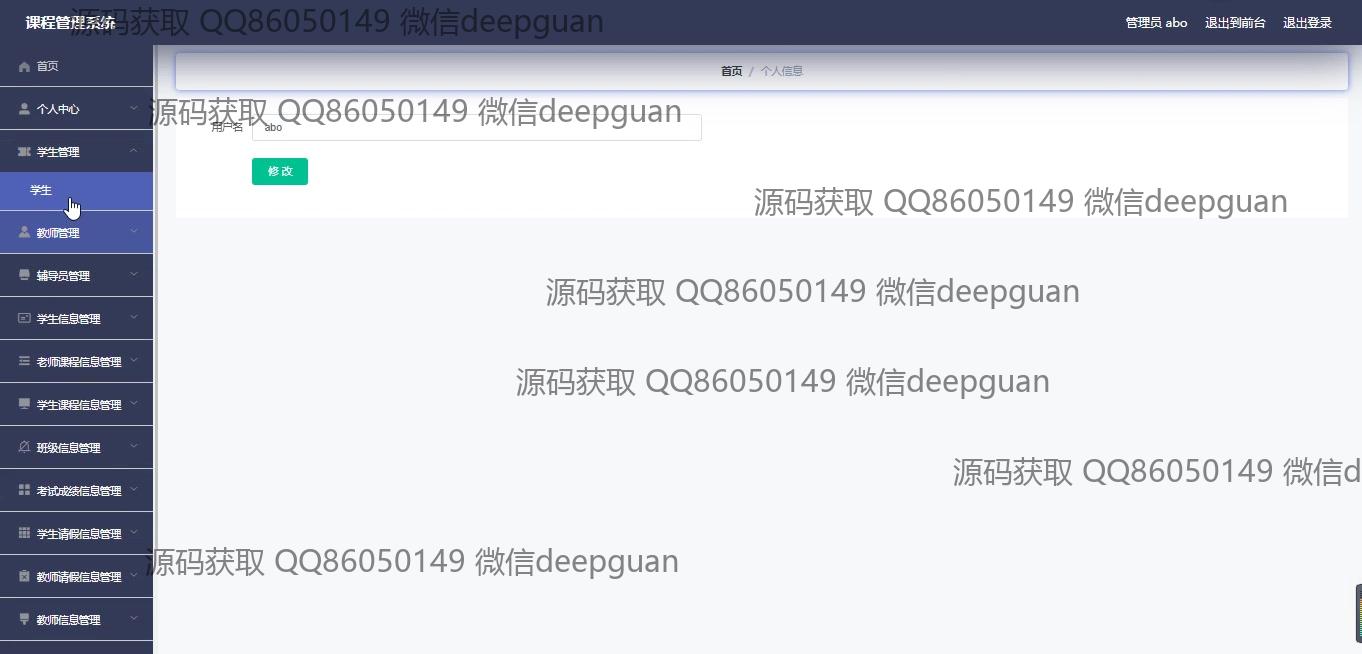 课程管理系统
源码获取 QQ86050149 微信deepguan
管理员 abo 退出到前台 退出登录
首页
首页 / 个人信息
个人中心
源码获取 QQ86050149 微信deepguan
用户名 abo
学生管理
修改
学生
源码获取 QQ86050149 微信deepguan
教师管理
辅导员管理
源码获取 QQ86050149 微信deepguan
学生信息管理
老师课程信息管理
源码获取 QQ86050149 微信deepguan
学生课程信息管理
班级信息管理
源码获取 QQ86050149 微信d
考试成绩信息管理
学生请假信息管理
源码获取 QQ86050149 微信deepguan
教师请假信息管理
教师信息管理